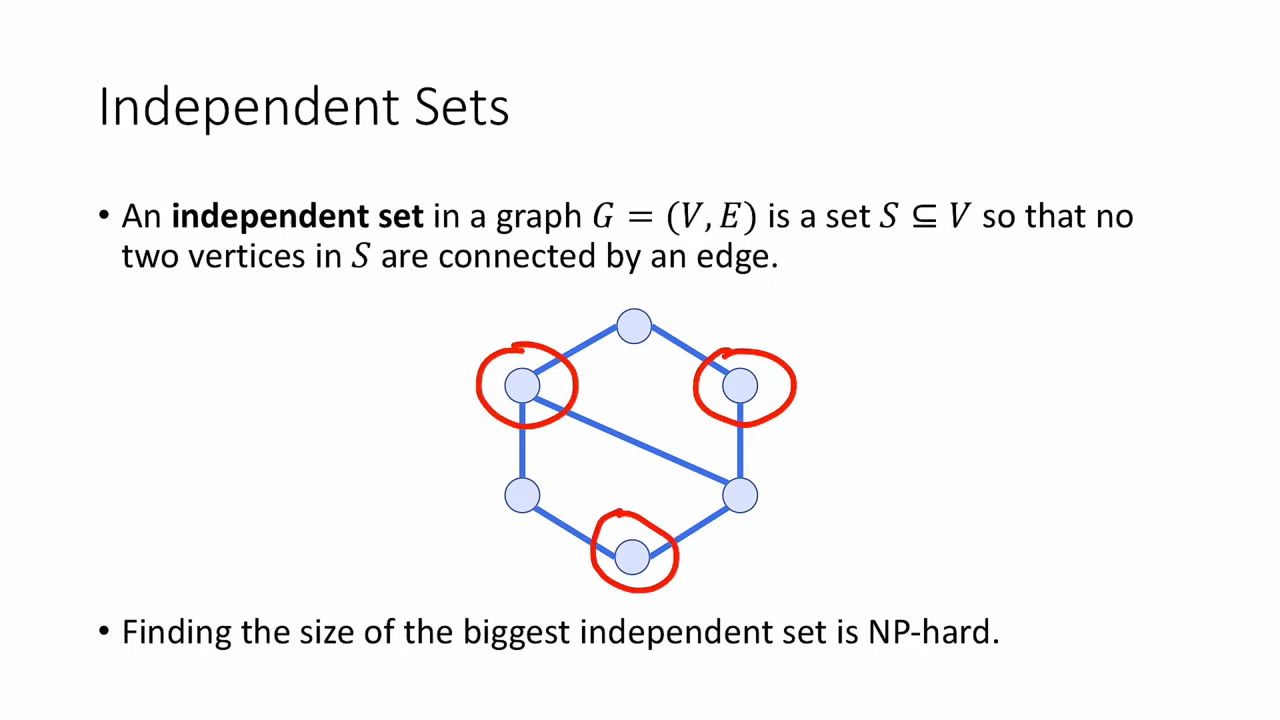 Independent Sets
• An independent set in a graph 𝐺 = (𝑉, 𝐸) is a set 𝑆 ⊆ 𝑉 so that no
two vertices in 𝑆 are connected by an edge.
• Finding the size of the biggest independent set is NP-hard.